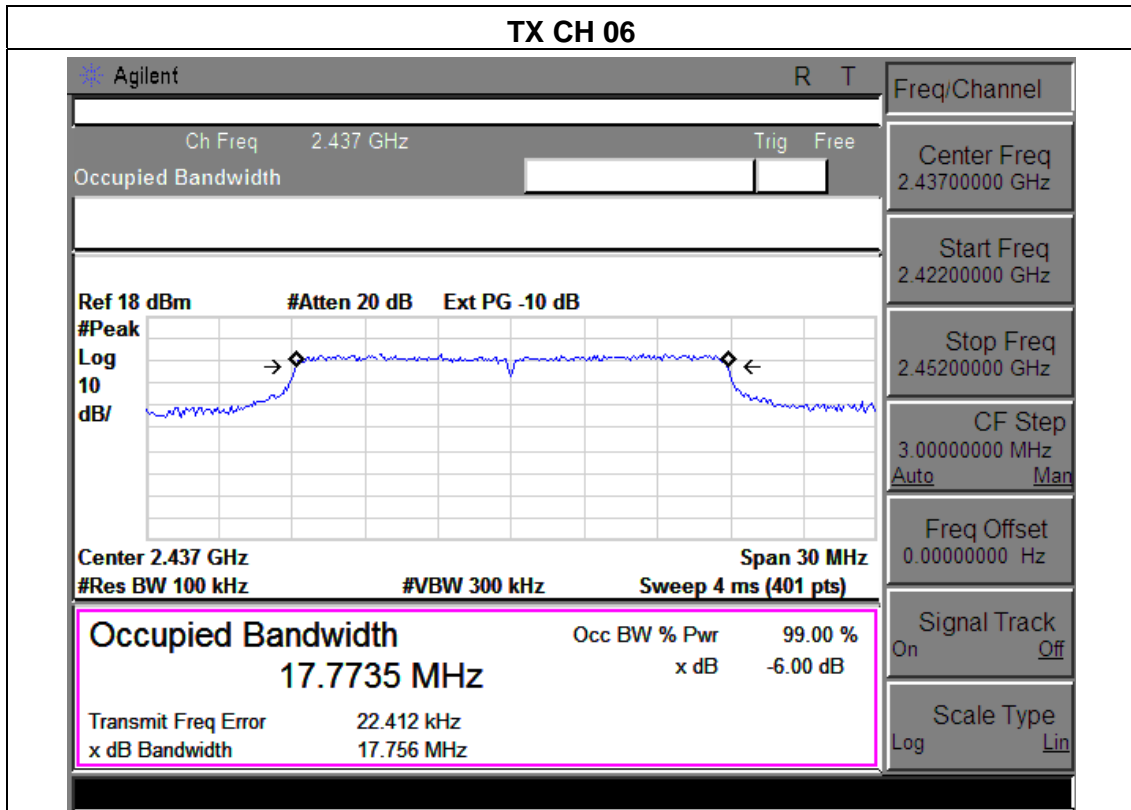 TX CH 06
Agilent R T
Ch Freq 2.437 GHz Trig Free
Occupied Bandwidth
Ref 18 dBm #Atten 20 dB Ext PG -10 dB
#Peak
Log
10
dB/
Center 2.437 GHz Span 30 MHz
#Res BW 100 kHz #VBW 300 kHz Sweep 4 ms (401 pts)
Occupied Bandwidth Occ BW % Pwr 99.00 %
17.7735 MHz x dB -6.00 dB
Transmit Freq Error 22.412 kHz
x dB Bandwidth 17.756 MHz
Freq/Channel
Center Freq
2.43700000 GHz
Start Freq
2.42200000 GHz
Stop Freq
2.45200000 GHz
CF Step
3.00000000 MHz
Auto Man
Freq Offset
0.00000000 Hz
Signal Track
On Off
Scale Type
Log Lin